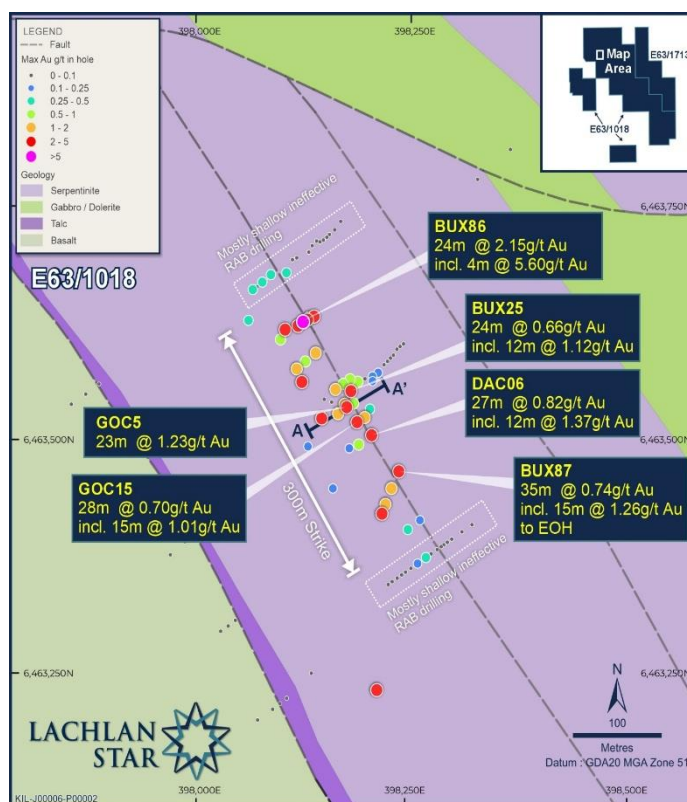 LEGEND
Fault
Max Au g/t in hole
0 - 0.1
0.1 - 0.25
0.25 - 0.5
0.5 - 1
1 - 2
2 - 5
>5
Geology
Serpentinite
Gabbro / Dolerite
Talc
Basalt
398,000E
398,250E
Map
Area
E63/1713
E63/1018
6,463,750N
E63/1018
Mostly shallow ineffective
RAB drilling
BUX86
24m @ 2.15g/t Au
incl. 4m @ 5.60g/t Au
BUX25
24m @ 0.66g/t Au
incl. 12m @ 1.12g/t Au
A'
A
DAC06
27m @ 0.82g/t Au
incl. 12m @ 1.37g/t Au
GOC5
23m @ 1.23g/t Au
6,463,500N
6,463,500N
BUX87
35m @ 0.74g/t Au
incl. 15m @ 1.26g/t Au
to EOH
GOC15
28m @ 0.70g/t Au
incl. 15m @ 1.01g/t Au
300m Strike
Mostly shallow ineffective
RAB drilling
6,463,250N
6,463,250N
N
100
Metres
Datum : GDA20 MGA Zone 51
LACHLAN
STAR
KIL-J00006-P00002
398,000E
398,250E
398,500E